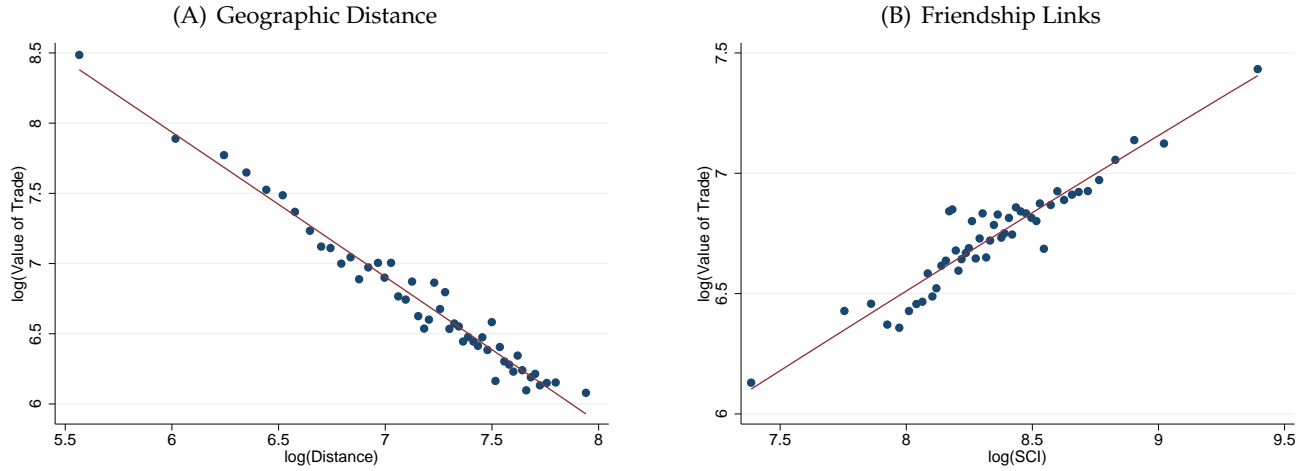 (A) Geographic Distance
8.5
8
7.5
7
6.5
6
log(Value of Trade)
5.5 6 6.5 7 7.5 8
log(Distance)
(B) Friendship Links
7.5
7
6.5
6
log(Value of Trade)
7.5 8 8.5 9 9.5
log(SCI)